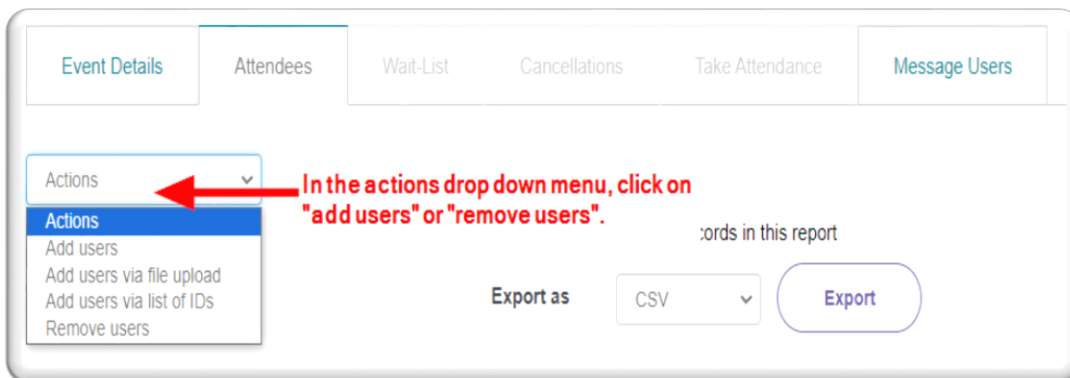 Event Details Attendees Wait-List Cancellations Take Attendance Message Users
Actions
In the actions drop down menu, click on
"add users" or "remove users".
Actions
Add users
Add users via file upload
Add users via list of IDs
Remove users
cords in this report
Export as CSV Export